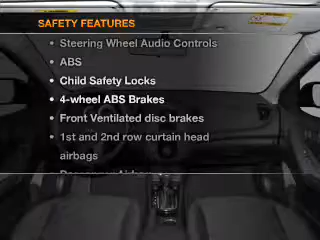 SAFETY FEATURES
• Steering Wheel Audio Controls
• ABS
• Child Safety Locks
• 4-wheel ABS Brakes
• Front Ventilated disc brakes
• 1st and 2nd row curtain head
airbags